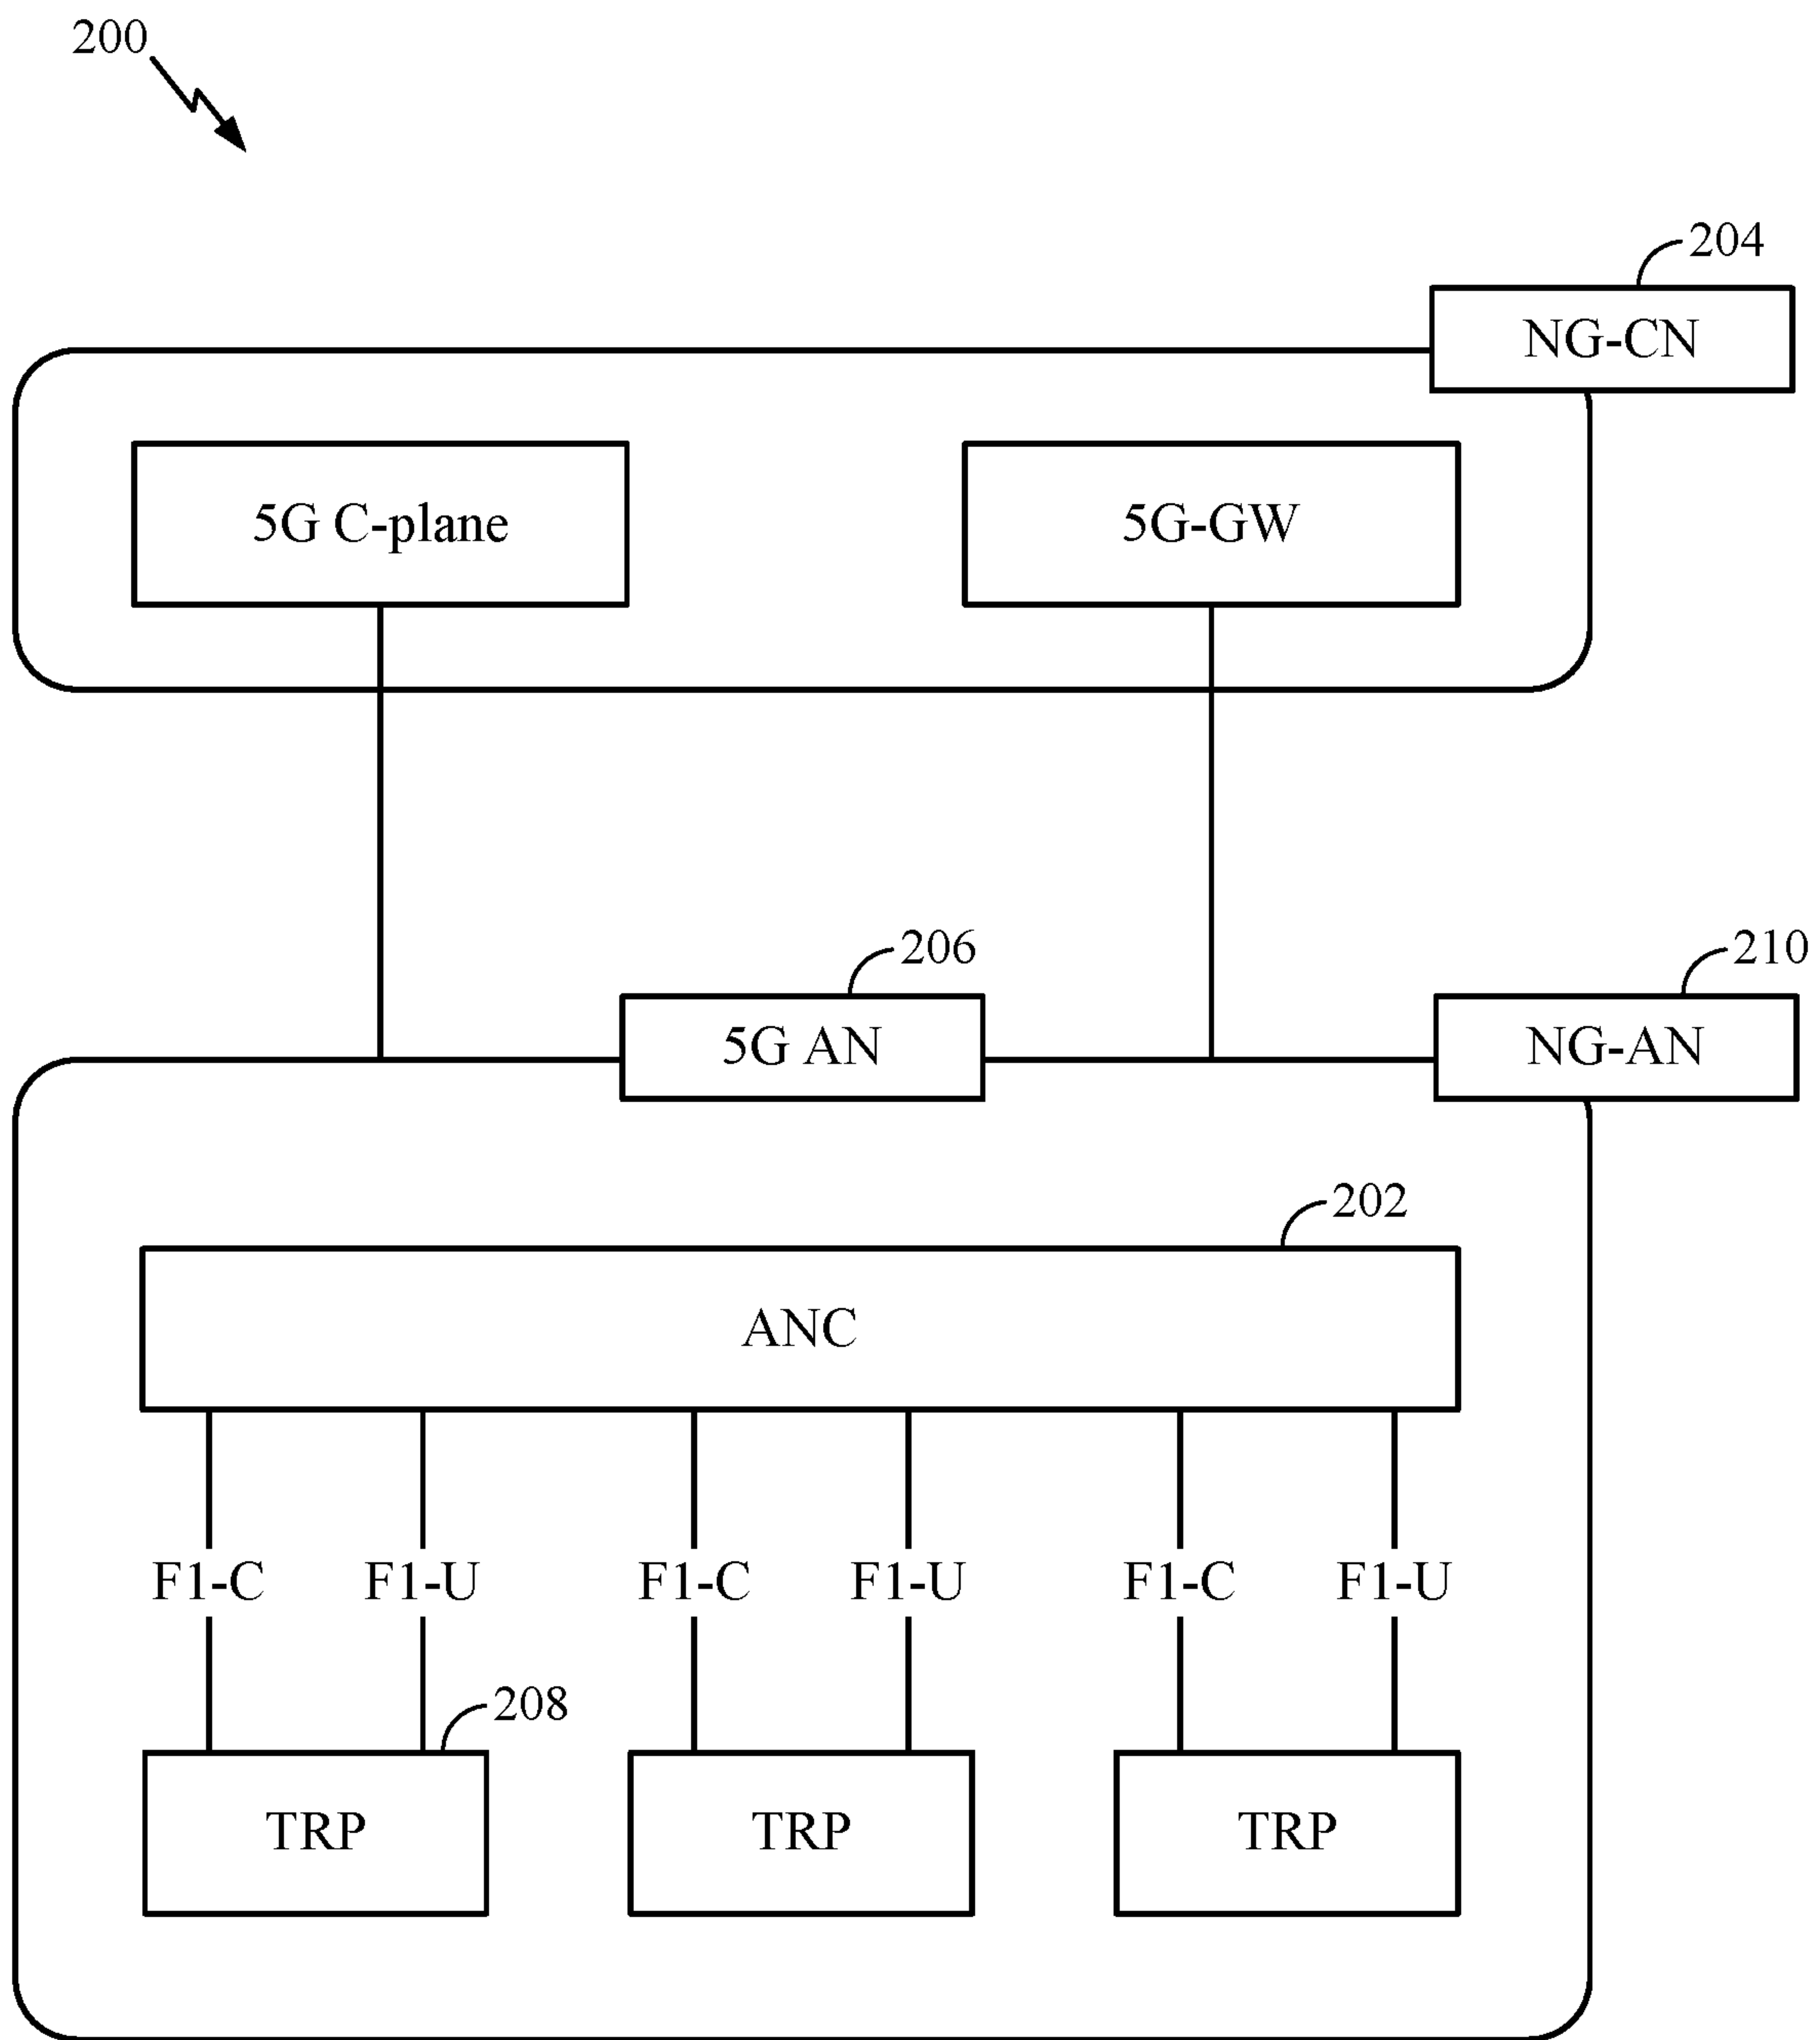 200
204
NG-CN
5G C-plane
5G-GW
206
210
5G AN
NG-AN
202
ANC
F1-C
F1-U
F1-C
F1-U
F1-C
F1-U
208
TRP
TRP
TRP